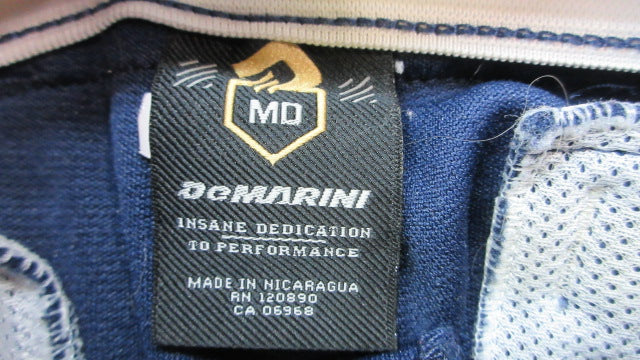 MD
DeMARINI
INSANE DEDICATION
TO PERFORMANCE
MADE IN NICARAGUA
RN 120890
CA 06968